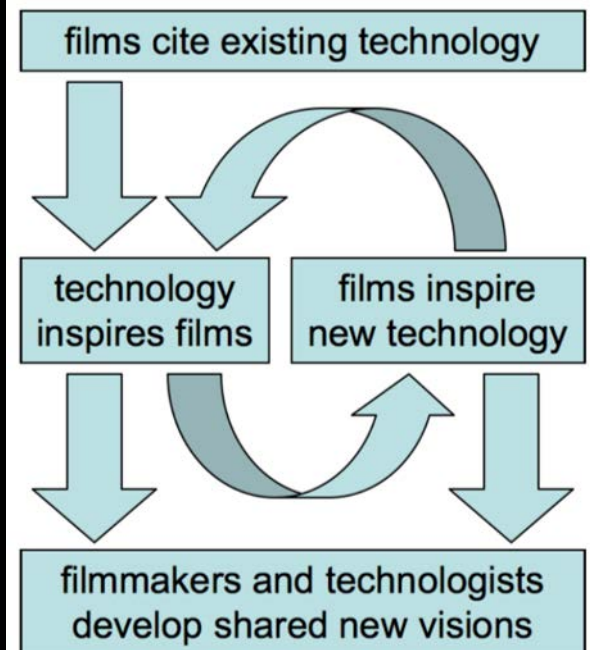 films cite existing technology
technology
inspires films
films inspire
new technology
filmmakers and technologists
develop shared new visions